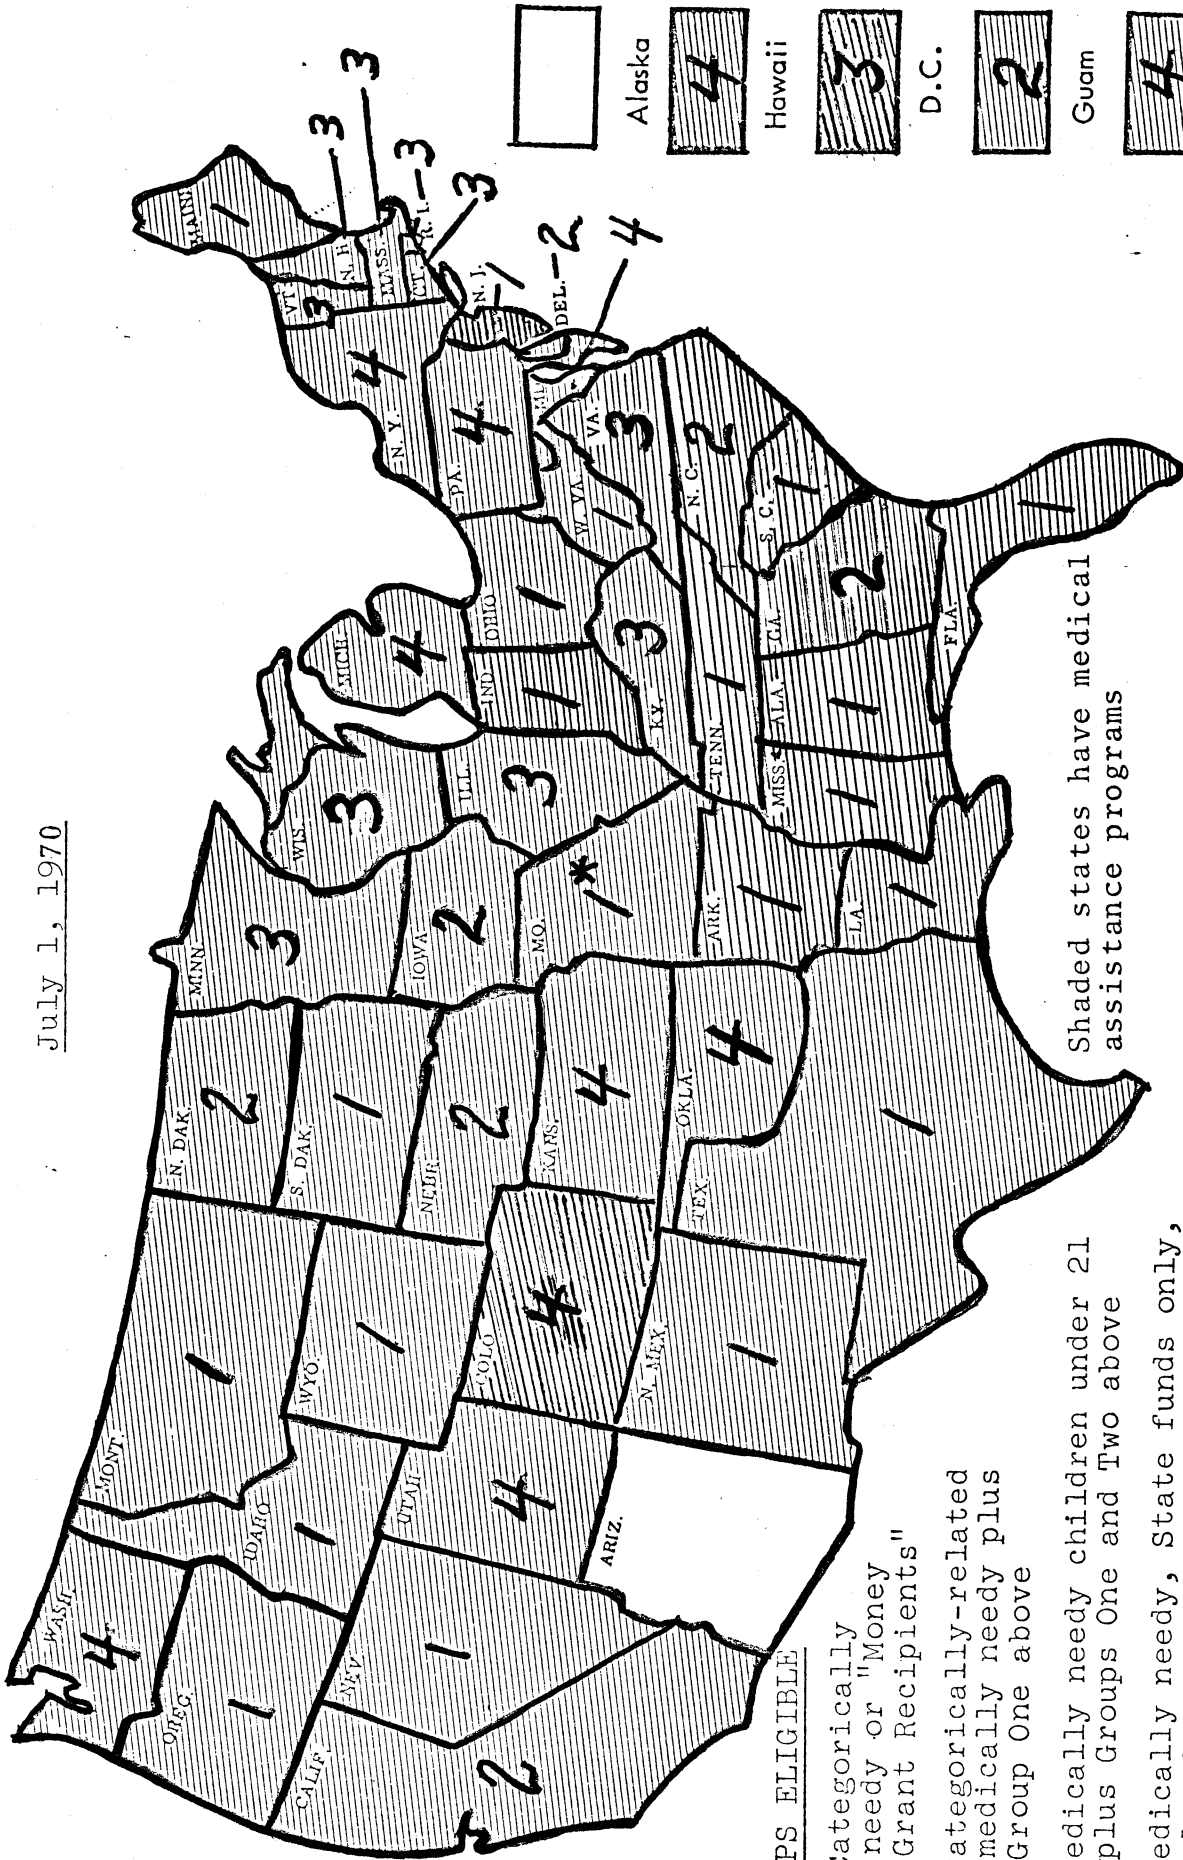 July 1, 1970
WASH.
4
OREG.
1
CALIF.
2
NEV
1
IDAHO
1
MONT.
1
WYO.
1
UTAH
4
ARIZ.
COLO
4
N. MEX.
1
N. DAK
2
S. DAK.
1
NEBR
2
KANS.
4
OKLA.
4
TEX.
1
MINN
3
IOWA
2
MO.
1*
ARK.
1
LA.
1
WIS.
3
ILL.
3
MICH.
4
IND.
1
OHIO
1
KY.
3
TENN.
1
MISS.
1
ALA.
1
GA.
2
FLA.
1
S. C.
1
N. C.
2
VA.
3
W. VA.
1
PA.
4
N. Y.
4
VT
3
N. H
3
MAINE
1
MASS.
3
R. I.-3
CT.
3
N. J.
1
DEL.-2
4
Alaska
4
Hawaii
3
D.C.
2
Guam
4
Shaded states have medical
assistance programs
PS ELIGIBLE
ategorically
needy or "Money
Grant Recipients"
ategorically-related
medically needy plus
Group One above
edically needy children under 21
plus Groups One and Two above
edically needy, State funds only,